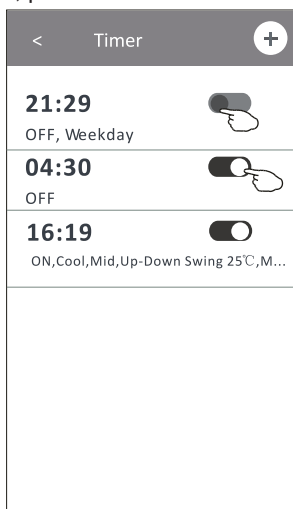 < Timer +
21:29
OFF, Weekday
04:30
OFF
16:19
ON,Cool,Mid,Up-Down Swing 25℃,M...